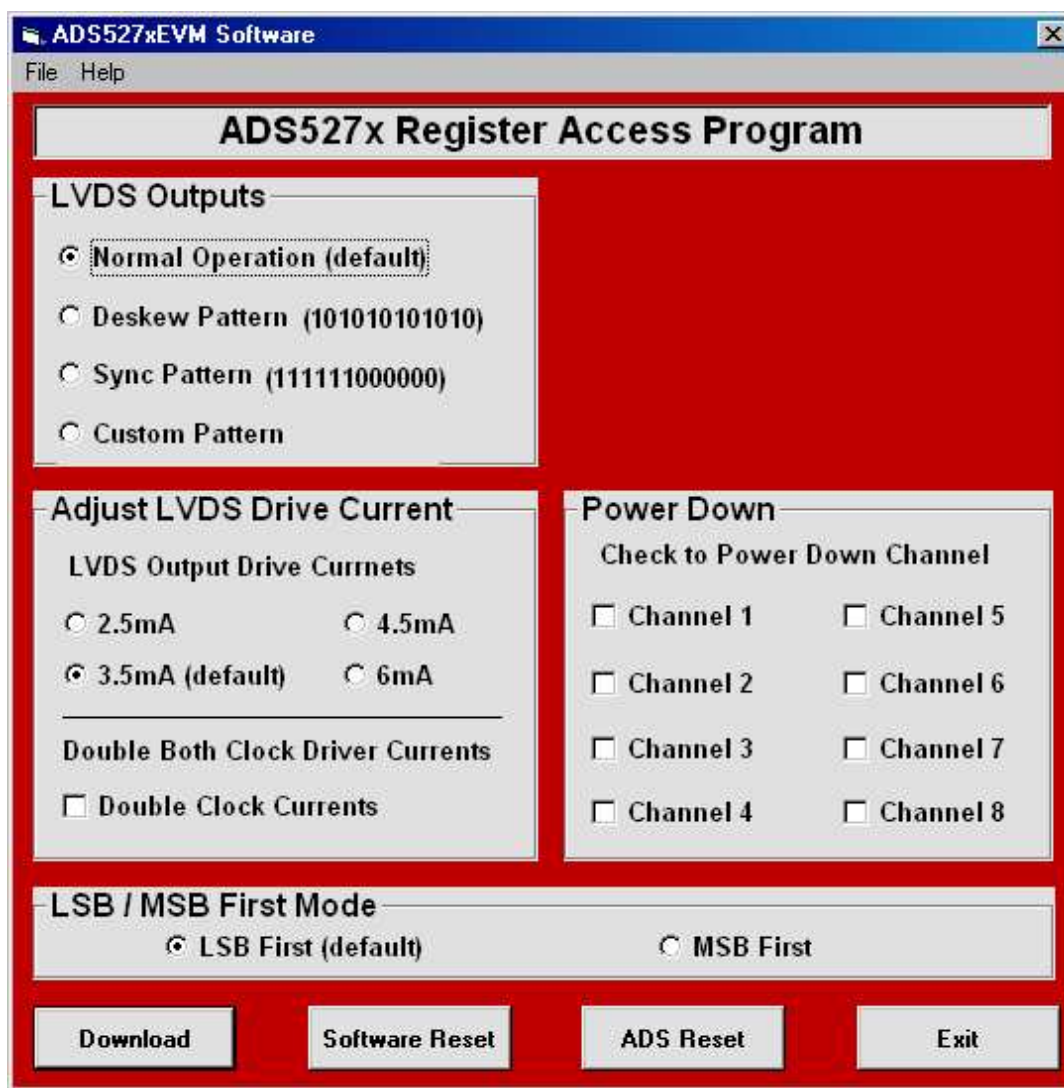 ADS527xEVM Software
File Help
ADS527x Register Access Program
LVDS Outputs
Normal Operation (default)
Deskew Pattern (101010101010)
Sync Pattern (111111000000)
Custom Pattern
Adjust LVDS Drive Current
LVDS Output Drive Currnets
2.5mA 4.5mA
3.5mA (default) 6mA
Double Both Clock Driver Currents
Double Clock Currents
Power Down
Check to Power Down Channel
Channel 1 Channel 5
Channel 2 Channel 6
Channel 3 Channel 7
Channel 4 Channel 8
LSB / MSB First Mode
LSB First (default) MSB First
Download Software Reset ADS Reset Exit